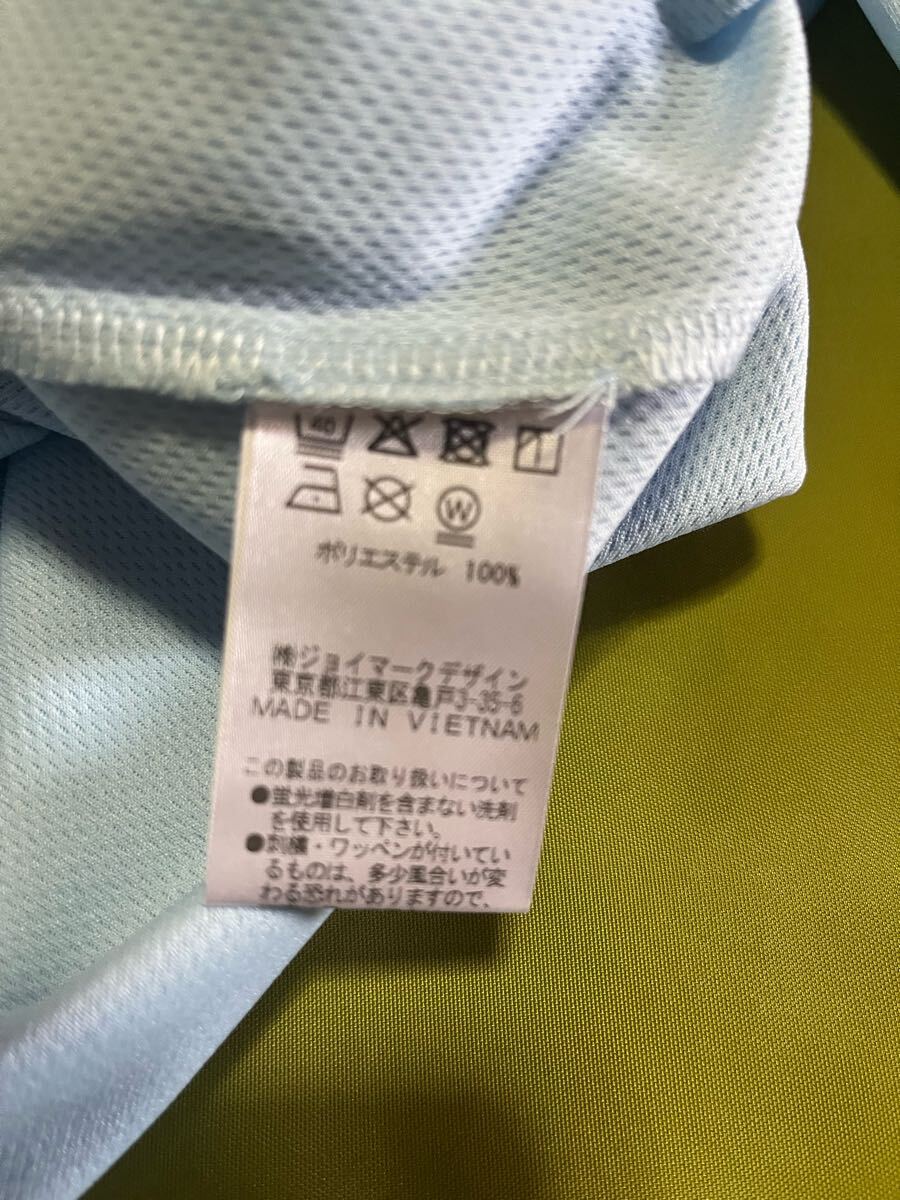 40
W
ポリエステル 100%
㈱ジョイマークデザイン
東京都江東区亀戸3-35-6
MADE IN VIETNAM
この製品のお取り扱いについて
●蛍光増白剤を含まない洗剤
を使用して下さい。
●刺繍・ワッペンが付いてい
るものは、多少風合いが変
わる恐れがありますので、